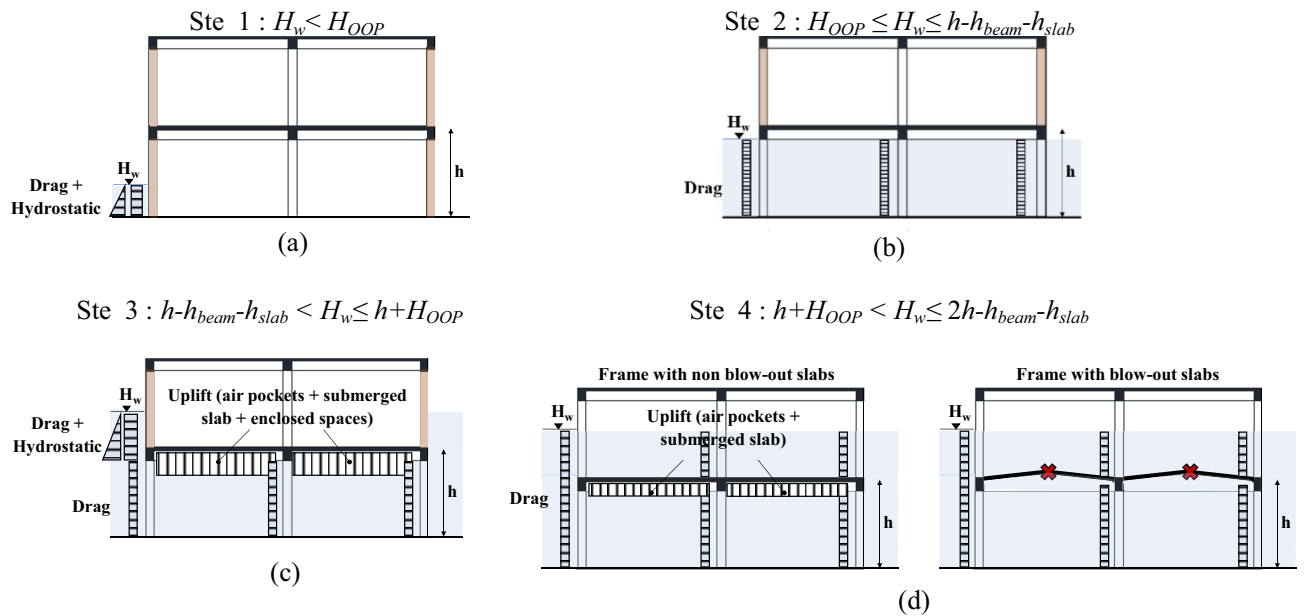 Ste 1 : H_w < H_OOP
H_w
h
Drag +
Hydrostatic
(a)
Ste 2 : H_OOP ≤ H_w ≤ h-h_beam-h_slab
H_w
h
Drag
(b)
Ste 3 : h-h_beam-h_slab < H_w ≤ h+H_OOP
Uplift (air pockets + submerged
slab + enclosed spaces)
H_w
Drag +
Hydrostatic
Drag
h
(c)
Ste 4 : h+H_OOP < H_w ≤ 2h-h_beam-h_slab
Frame with non blow-out slabs
H_w
Uplift (air pockets +
submerged slab)
Drag
h
Frame with blow-out slabs
H_w
h
(d)